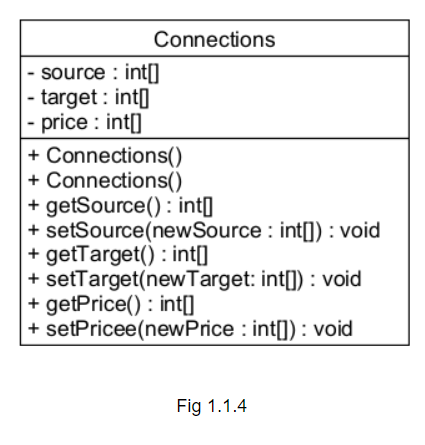 Connections
- source : int[]
- target : int[]
- price : int[]
+ Connections()
+ Connections()
+ getSource() : int[]
+ setSource(newSource : int[]) : void
+ getTarget() : int[]
+ setTarget(newTarget: int[]) : void
+ getPrice() : int[]
+ setPricee(newPrice : int[]) : void
Fig 1.1.4